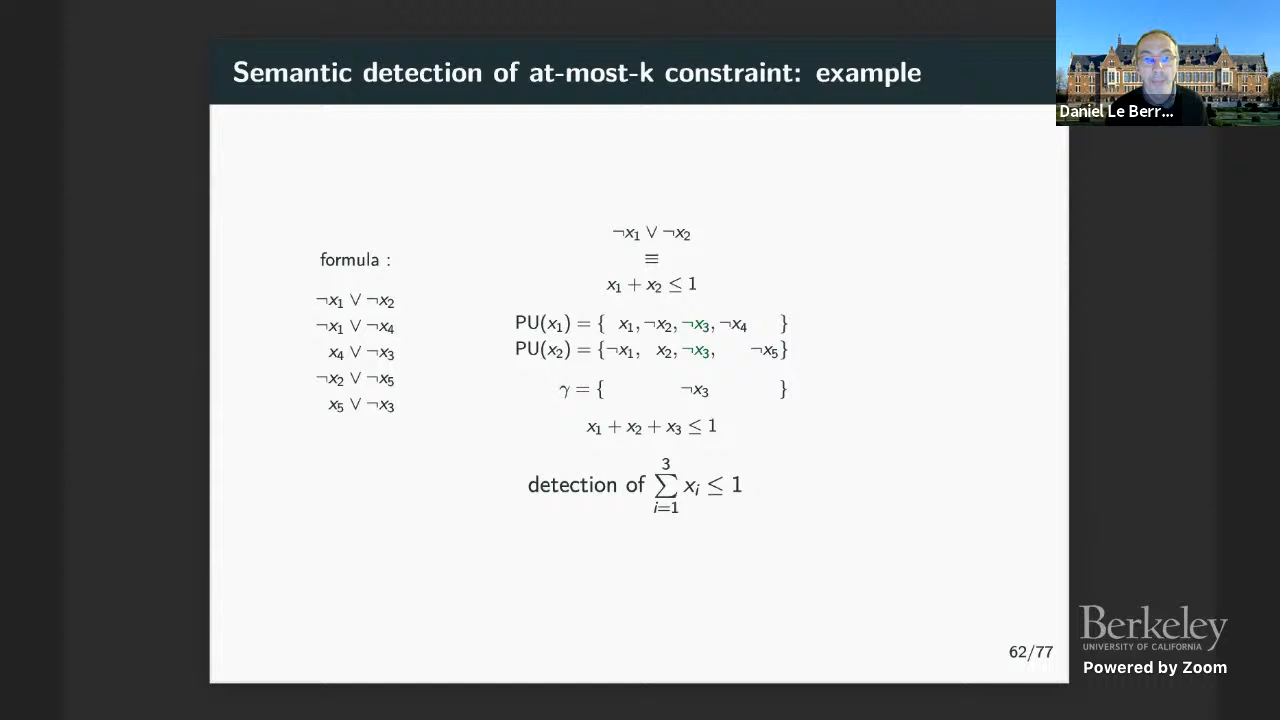 Semantic detection of at-most-k constraint: example
Daniel Le Berr...
formula :
¬x₁ ∨ ¬x₂
¬x₁ ∨ ¬x₄
x₄ ∨ ¬x₃
¬x₂ ∨ ¬x₅
x₅ ∨ ¬x₃
¬x₁ ∨ ¬x₂
≡
x₁ + x₂ ≤ 1
PU(x₁) = { x₁, ¬x₂, ¬x₃, ¬x₄ }
PU(x₂) = {¬x₁, x₂, ¬x₃, ¬x₅}
γ = { ¬x₃ }
x₁ + x₂ + x₃ ≤ 1
3
detection of ∑ xᵢ ≤ 1
i=1
62/77
Berkeley
UNIVERSITY OF CALIFORNIA
Powered by Zoom